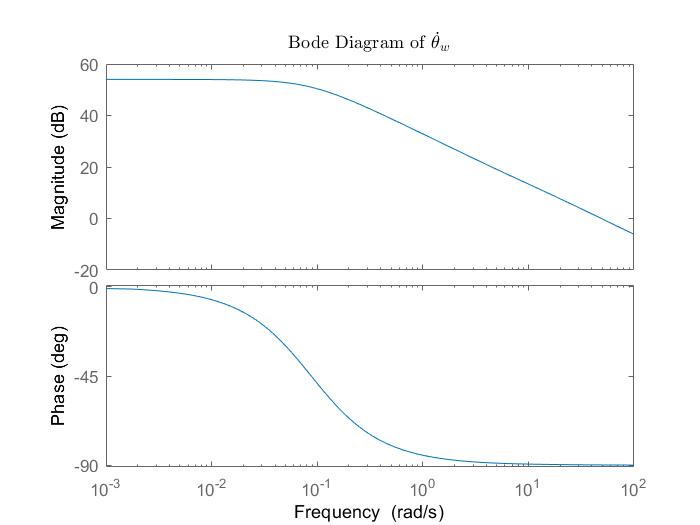 Bode Diagram of θ̇_w
60
40
20
0
-20
Magnitude (dB)
0
-45
-90
Phase (deg)
10^-3 10^-2 10^-1 10^0 10^1 10^2
Frequency (rad/s)